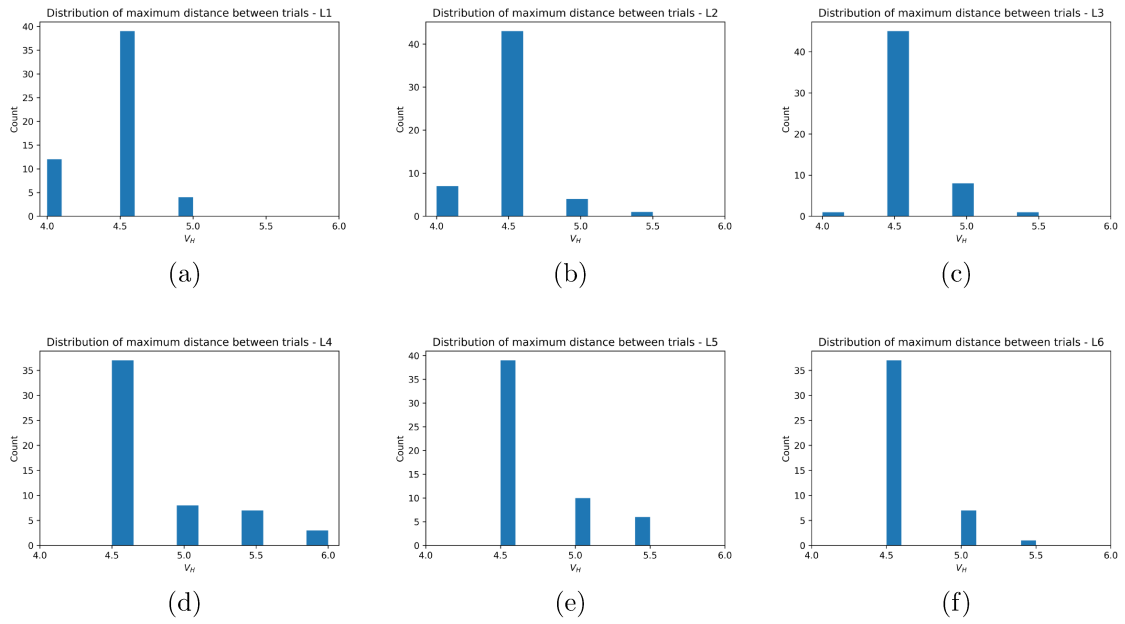 Distribution of maximum distance between trials - L1
40
35
30
25
20
15
10
5
0
Count
4.0 4.5 5.0 5.5 6.0
V_H
(a)
Distribution of maximum distance between trials - L2
40
30
20
10
0
Count
4.0 4.5 5.0 5.5 6.0
V_H
(b)
Distribution of maximum distance between trials - L3
40
30
20
10
0
Count
4.0 4.5 5.0 5.5 6.0
V_H
(c)
Distribution of maximum distance between trials - L4
35
30
25
20
15
10
5
0
Count
4.0 4.5 5.0 5.5 6.0
V_H
(d)
Distribution of maximum distance between trials - L5
40
35
30
25
20
15
10
5
0
Count
4.0 4.5 5.0 5.5 6.0
V_H
(e)
Distribution of maximum distance between trials - L6
35
30
25
20
15
10
5
0
Count
4.0 4.5 5.0 5.5 6.0
V_H
(f)